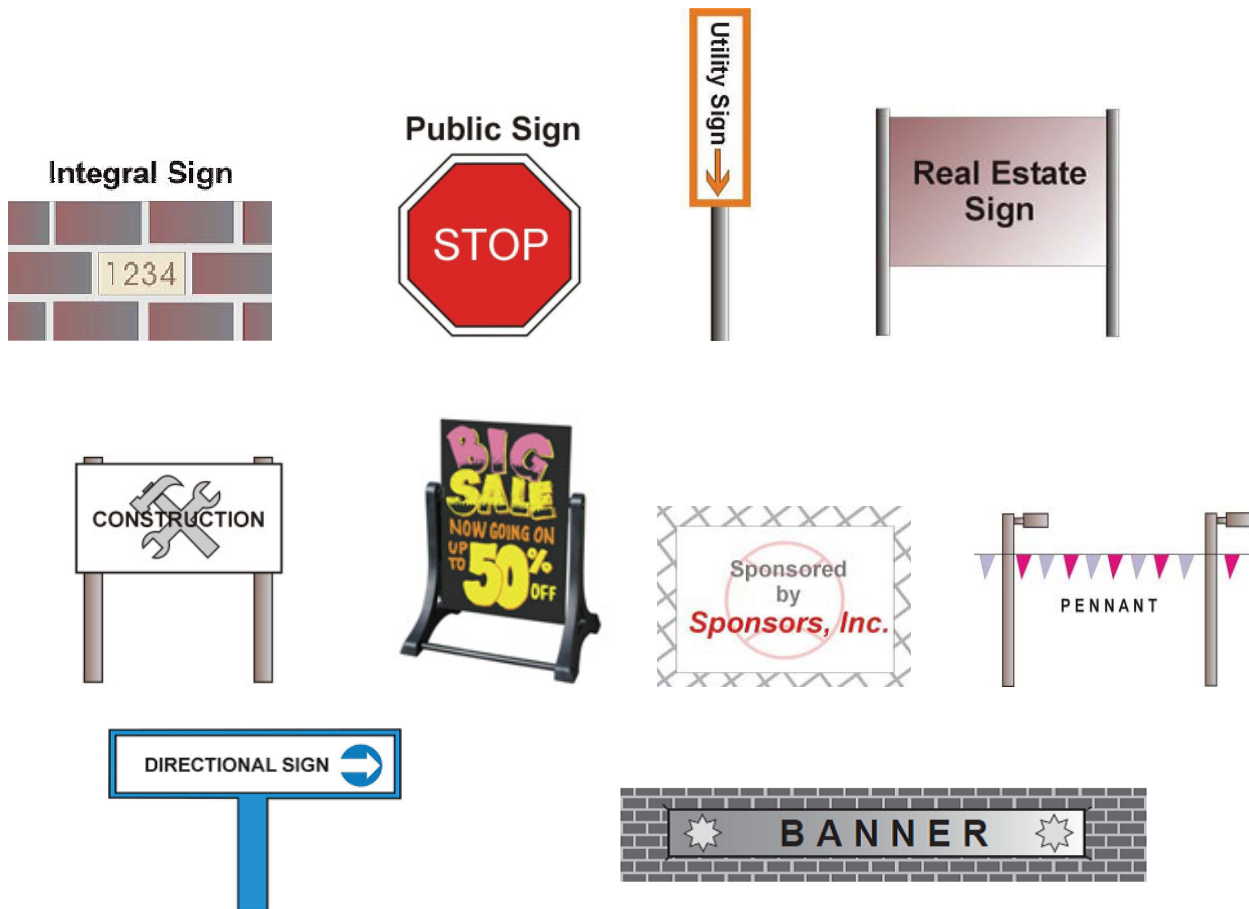 Integral Sign
1234
Public Sign
STOP
Utility Sign
Real Estate
Sign
CONSTRUCTION
BIG
SALE
NOW GOING ON
UP
TO
50%
OFF
Sponsored
by
Sponsors, Inc.
PENNANT
DIRECTIONAL SIGN
BANNER